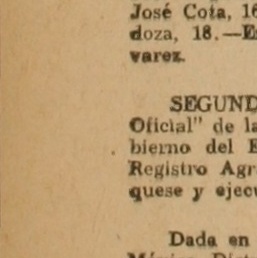 José Cota, 16
doza, 18.—E
varez.
SEGUND
Oficial" de la
bierno del E
Registro Agr
quese y ejecu
Dada en